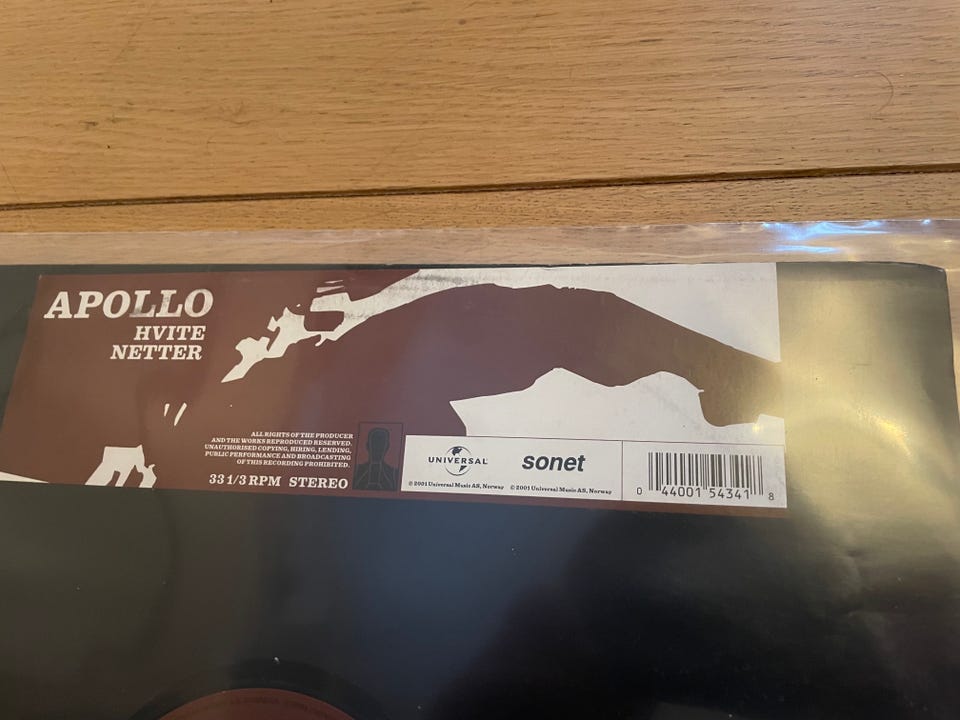 APOLLO
HVITE
NETTER
ALL RIGHTS OF THE PRODUCER
AND THE WORKS REPRODUCED RESERVED.
UNAUTHORISED COPYING, HIRING, LENDING,
PUBLIC PERFORMANCE AND BROADCASTING
OF THIS RECORDING PROHIBITED.
33 1/3 RPM STEREO
UNIVERSAL
sonet
℗ 2001 Universal Music AS, Norway © 2001 Universal Music AS, Norway
0 44001 54341 8